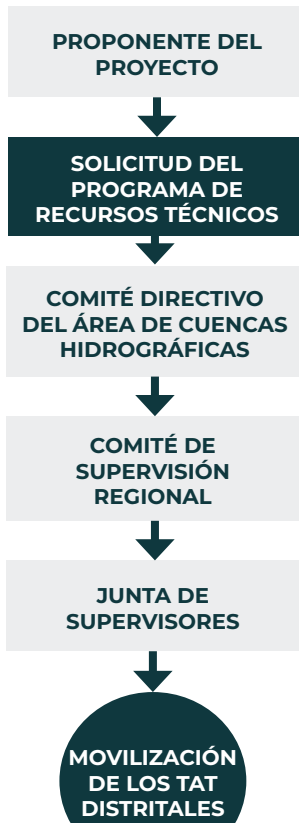 PROPONENTE DEL
PROYECTO
SOLICITUD DEL
PROGRAMA DE
RECURSOS TÉCNICOS
COMITÉ DIRECTIVO
DEL ÁREA DE CUENCAS
HIDROGRÁFICAS
COMITÉ DE
SUPERVISIÓN
REGIONAL
JUNTA DE
SUPERVISORES
MOVILIZACIÓN
DE LOS TAT
DISTRITALES